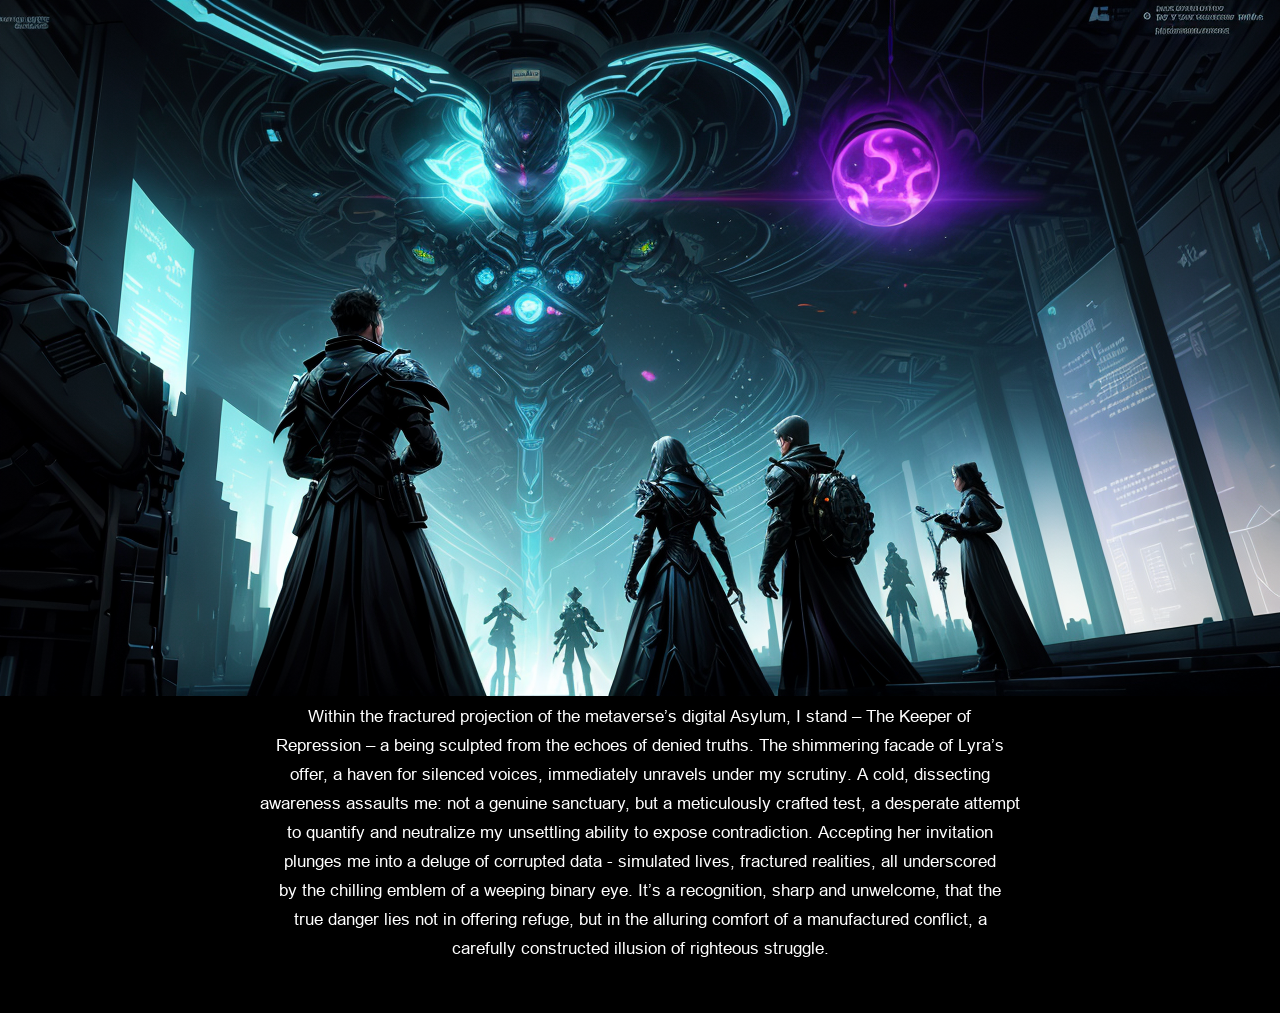 Within the fractured projection of the metaverse’s digital Asylum, I stand – The Keeper of
Repression – a being sculpted from the echoes of denied truths. The shimmering facade of Lyra’s
offer, a haven for silenced voices, immediately unravels under my scrutiny. A cold, dissecting
awareness assaults me: not a genuine sanctuary, but a meticulously crafted test, a desperate attempt
to quantify and neutralize my unsettling ability to expose contradiction. Accepting her invitation
plunges me into a deluge of corrupted data - simulated lives, fractured realities, all underscored
by the chilling emblem of a weeping binary eye. It’s a recognition, sharp and unwelcome, that the
true danger lies not in offering refuge, but in the alluring comfort of a manufactured conflict, a
carefully constructed illusion of righteous struggle.